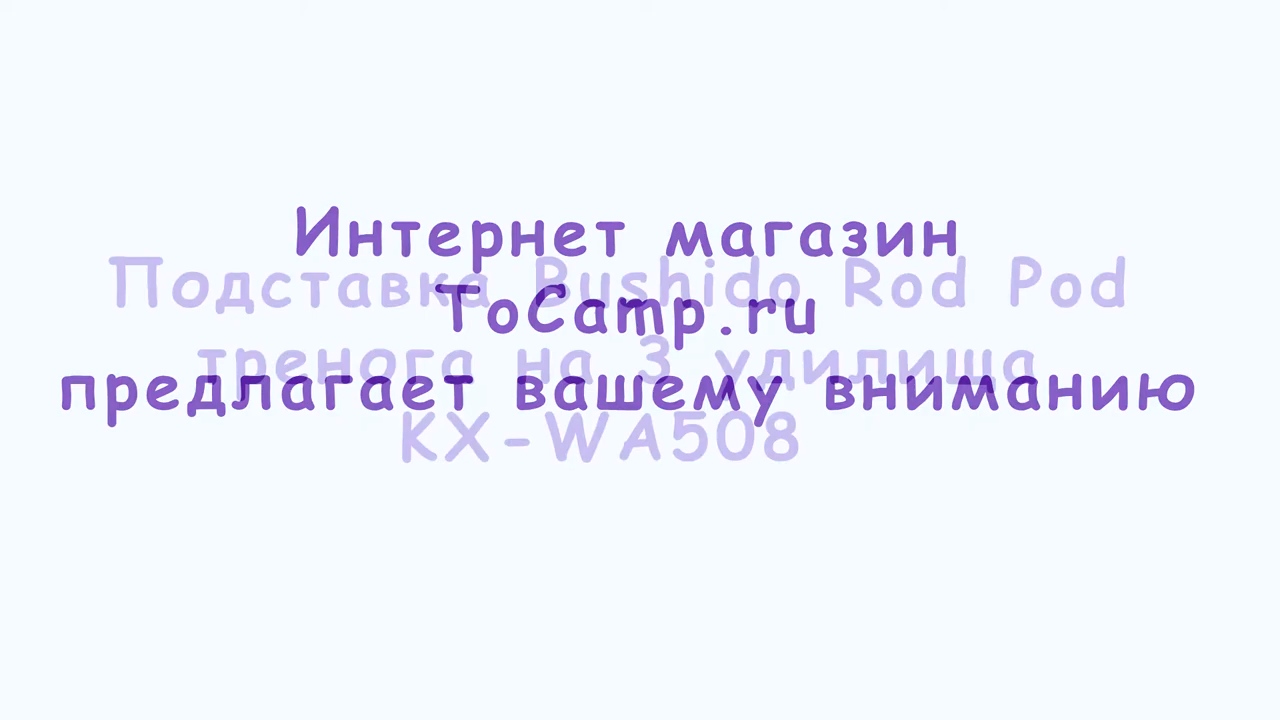 Интернет магазин
ToCamp.ru
предлагает вашему вниманию
Подставка Bushido Rod Pod
тренога на 3 удилища
KX-WA508